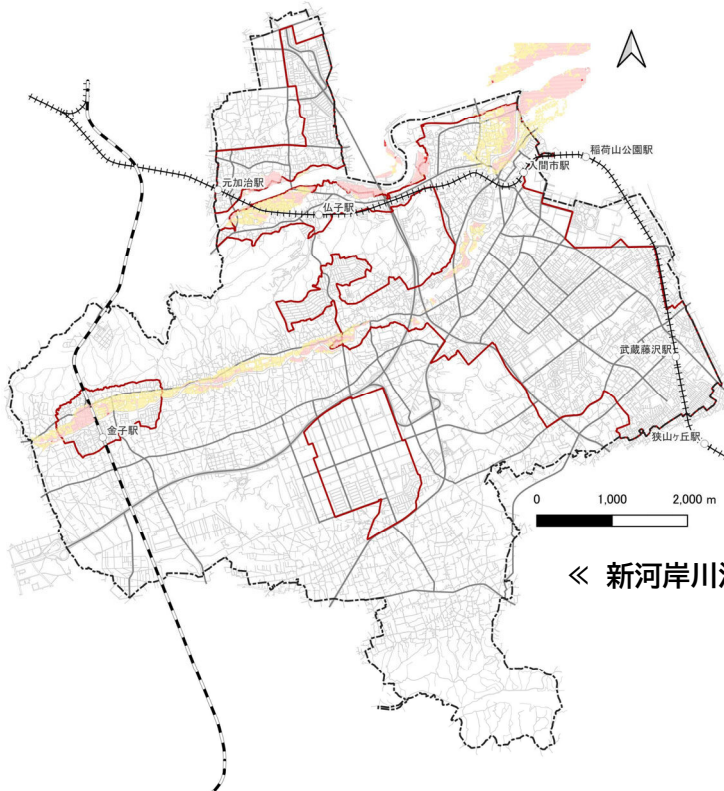 稲荷山公園駅
入間市駅
元加治駅
仏子駅
武蔵藤沢駅
金子駅
狭山ヶ丘駅
0 1,000 2,000 m
≪ 新河岸川